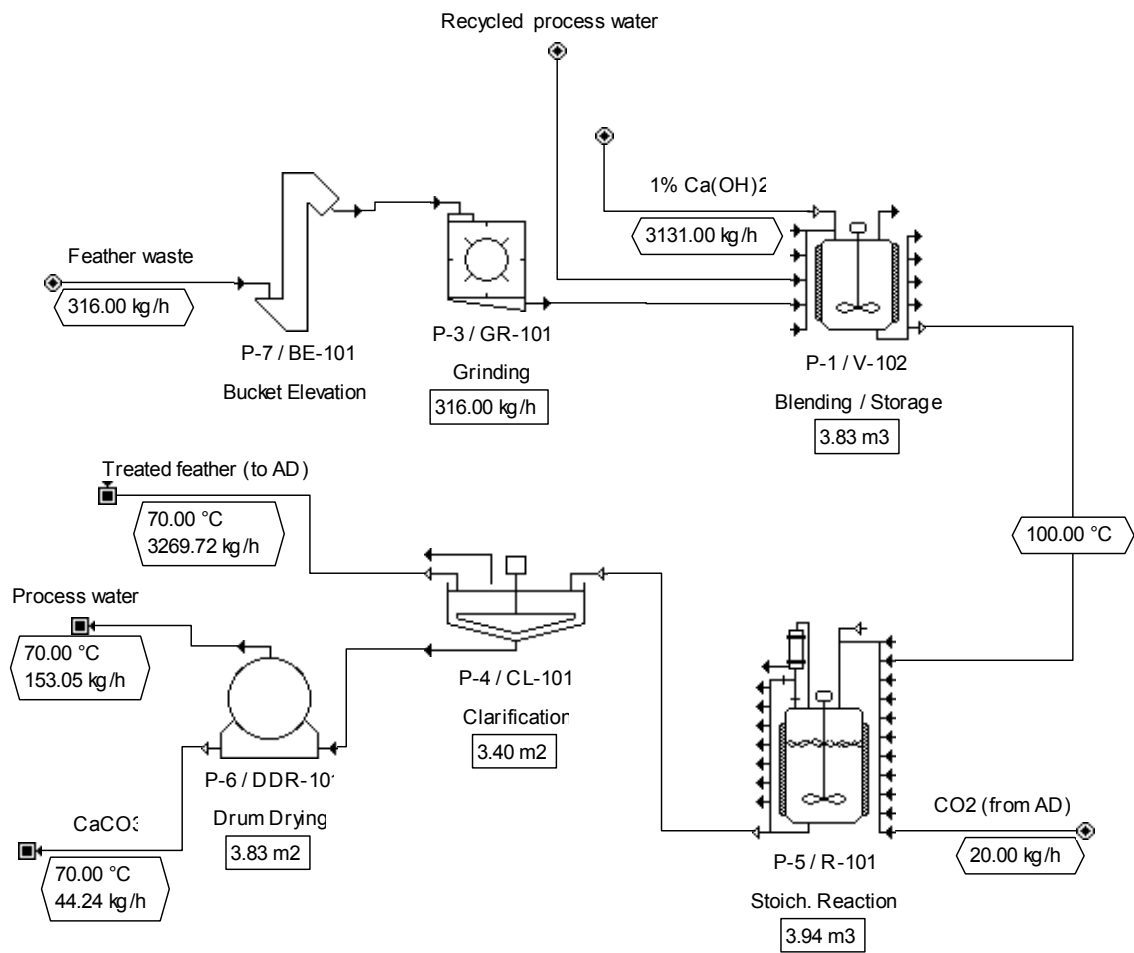 Recycled process water
1% Ca(OH)2
3131.00 kg/h
Feather waste
316.00 kg/h
P-7 / BE-101
Bucket Elevation
P-3 / GR-101
Grinding
316.00 kg/h
P-1 / V-102
Blending / Storage
3.83 m3
Treated feather (to AD)
70.00 °C
3269.72 kg/h
100.00 °C
Process water
70.00 °C
153.05 kg/h
P-4 / CL-101
Clarification
3.40 m2
P-6 / DDR-101
Drum Drying
3.83 m2
CaCO3
70.00 °C
44.24 kg/h
CO2 (from AD)
20.00 kg/h
P-5 / R-101
Stoich. Reaction
3.94 m3